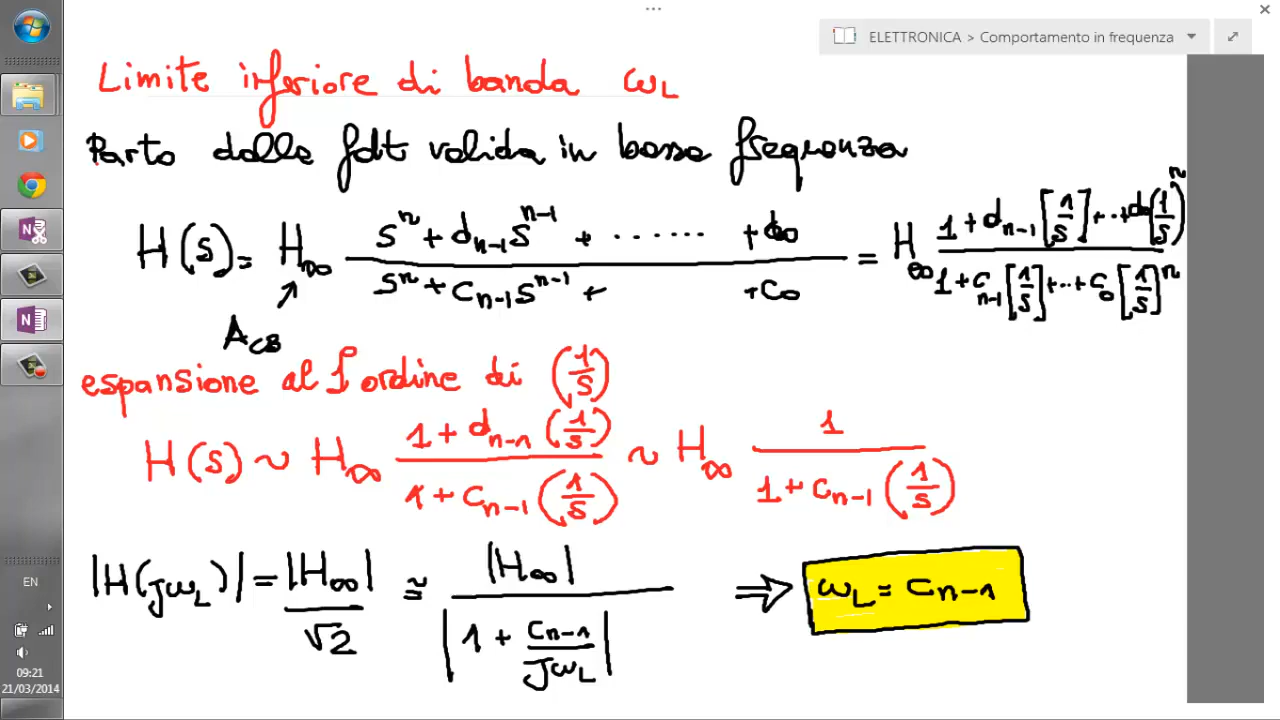 ELETTRONICA > Comportamento in frequenza
Limite inferiore di banda ωL
Parto dalla fdt valida in bassa frequenza
H(s) = H∞ (s^n + d_{n-1}s^{n-1} + ....... + d0) / (s^n + c_{n-1}s^{n-1} + + c0) = H∞ (1 + d_{n-1}[1/s] + ... + d0(1/s)^n) / (1 + c_{n-1}[1/s] + ... + c0[1/s]^n)
ACB
espansione al 1° ordine di (1/s)
H(s) ~ H∞ (1 + d_{n-1}(1/s)) / (1 + c_{n-1}(1/s)) ~ H∞ 1 / (1 + c_{n-1}(1/s))
|H(jωL)| = |H∞| / √2 ≅ |H∞| / |1 + c_{n-1}/jωL| ⇒ ωL = c_{n-1}
EN
09:21
21/03/2014